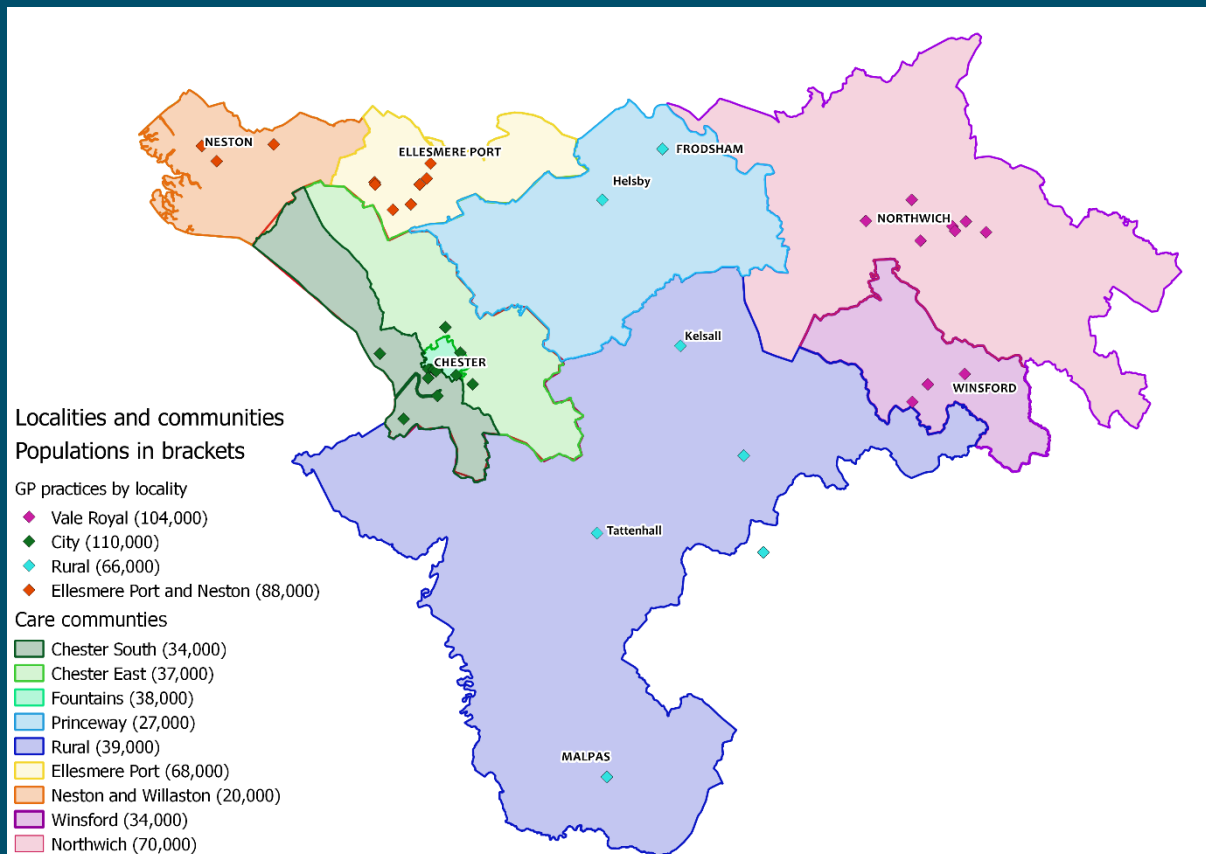 NESTON
ELLESMERE PORT
FRODSHAM
Helsby
NORTHWICH
Kelsall
CHESTER
WINSFORD
Tattenhall
MALPAS
Localities and communities
Populations in brackets
GP practices by locality
Vale Royal (104,000)
City (110,000)
Rural (66,000)
Ellesmere Port and Neston (88,000)
Care communties
Chester South (34,000)
Chester East (37,000)
Fountains (38,000)
Princeway (27,000)
Rural (39,000)
Ellesmere Port (68,000)
Neston and Willaston (20,000)
Winsford (34,000)
Northwich (70,000)